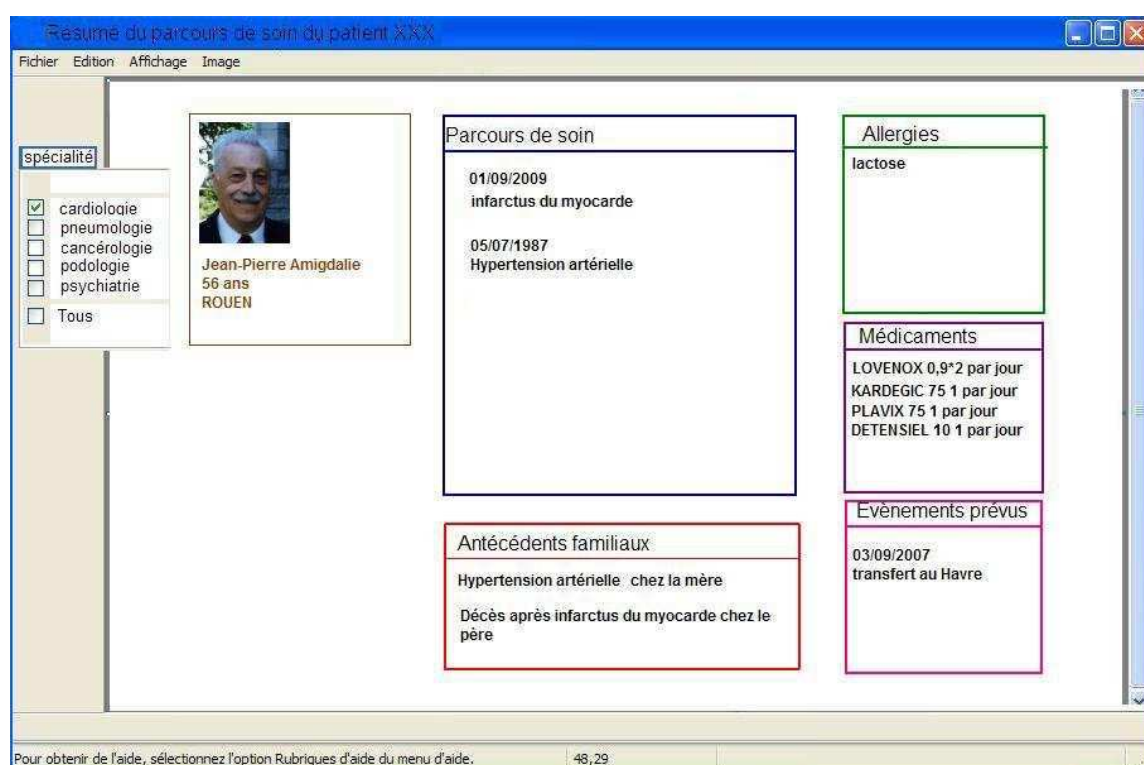 Résumé du parcours de soin du patient XXX
Fichier Edition Affichage Image
spécialité
cardiologie
pneumologie
cancérologie
podologie
psychiatrie
Tous
Jean-Pierre Amigdalie
56 ans
ROUEN
Parcours de soin
01/09/2009
infarctus du myocarde
05/07/1987
Hypertension artérielle
Antécédents familiaux
Hypertension artérielle chez la mère
Décès après infarctus du myocarde chez le
père
Allergies
lactose
Médicaments
LOVENOX 0,9*2 par jour
KARDEGIC 75 1 par jour
PLAVIX 75 1 par jour
DETENSIEL 10 1 par jour
Evènements prévus
03/09/2007
transfert au Havre
Pour obtenir de l'aide, sélectionnez l'option Rubriques d'aide du menu d'aide.
48,29